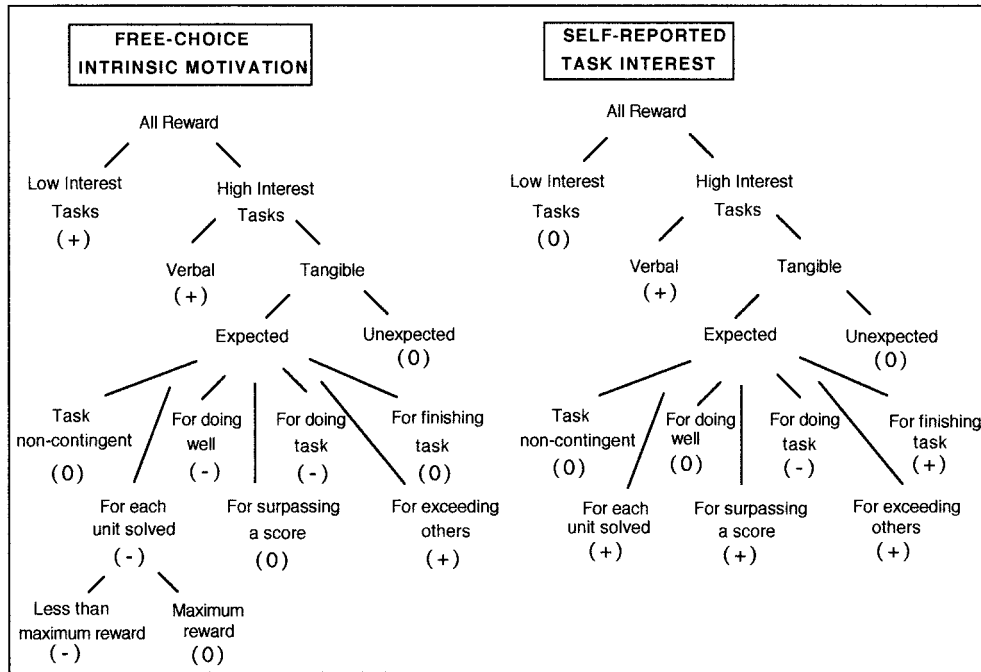 FREE-CHOICE
INTRINSIC MOTIVATION
All Reward
Low Interest
Tasks
(+)
High Interest
Tasks
Verbal
(+)
Tangible
Expected
Unexpected
(0)
Task
non-contingent
(0)
For doing
well
(-)
For doing
task
(-)
For finishing
task
(0)
For each
unit solved
(-)
For surpassing
a score
(0)
For exceeding
others
(+)
Less than
maximum reward
(-)
Maximum
reward
(0)
SELF-REPORTED
TASK INTEREST
All Reward
Low Interest
Tasks
(0)
High Interest
Tasks
Verbal
(+)
Tangible
Expected
Unexpected
(0)
Task
non-contingent
(0)
For doing
well
(0)
For doing
task
(-)
For finishing
task
(+)
For each
unit solved
(+)
For surpassing
a score
(+)
For exceeding
others
(+)